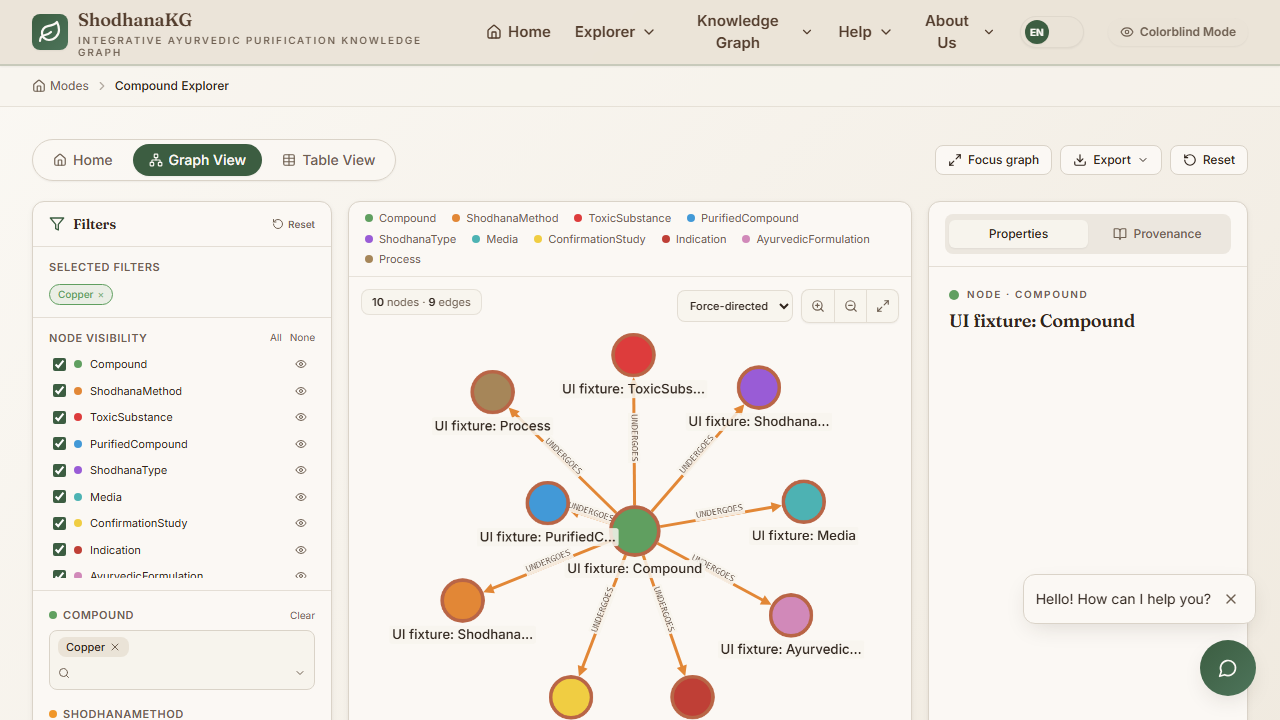 ShodhanaKG
INTEGRATIVE AYURVEDIC PURIFICATION KNOWLEDGE
GRAPH
Home
Explorer
Knowledge
Graph
Help
About
Us
EN
Colorblind Mode
Modes
Compound Explorer
Home
Graph View
Table View
Focus graph
Export
Reset
Filters
Reset
SELECTED FILTERS
Copper ×
NODE VISIBILITY
All
None
Compound
ShodhanaMethod
ToxicSubstance
PurifiedCompound
ShodhanaType
Media
ConfirmationStudy
Indication
AyurvedicFormulation
COMPOUND
Clear
Copper
SHODHANAMETHOD
Compound
ShodhanaMethod
ToxicSubstance
PurifiedCompound
ShodhanaType
Media
ConfirmationStudy
Indication
AyurvedicFormulation
Process
10 nodes · 9 edges
Force-directed
UI fixture: ToxicSubs...
UI fixture: Shodhana...
UI fixture: Process
UNDERGOES
UNDERGOES
UNDERGOES
UNDERGOES
UNDERGOES
UI fixture: PurifiedC...
UI fixture: Media
UNDERGOES
UNDERGOES
UI fixture: Compound
UNDERGOES
UNDERGOES
UI fixture: Shodhana...
UI fixture: Ayurvedic...
Properties
Provenance
NODE · COMPOUND
UI fixture: Compound
Hello! How can I help you?